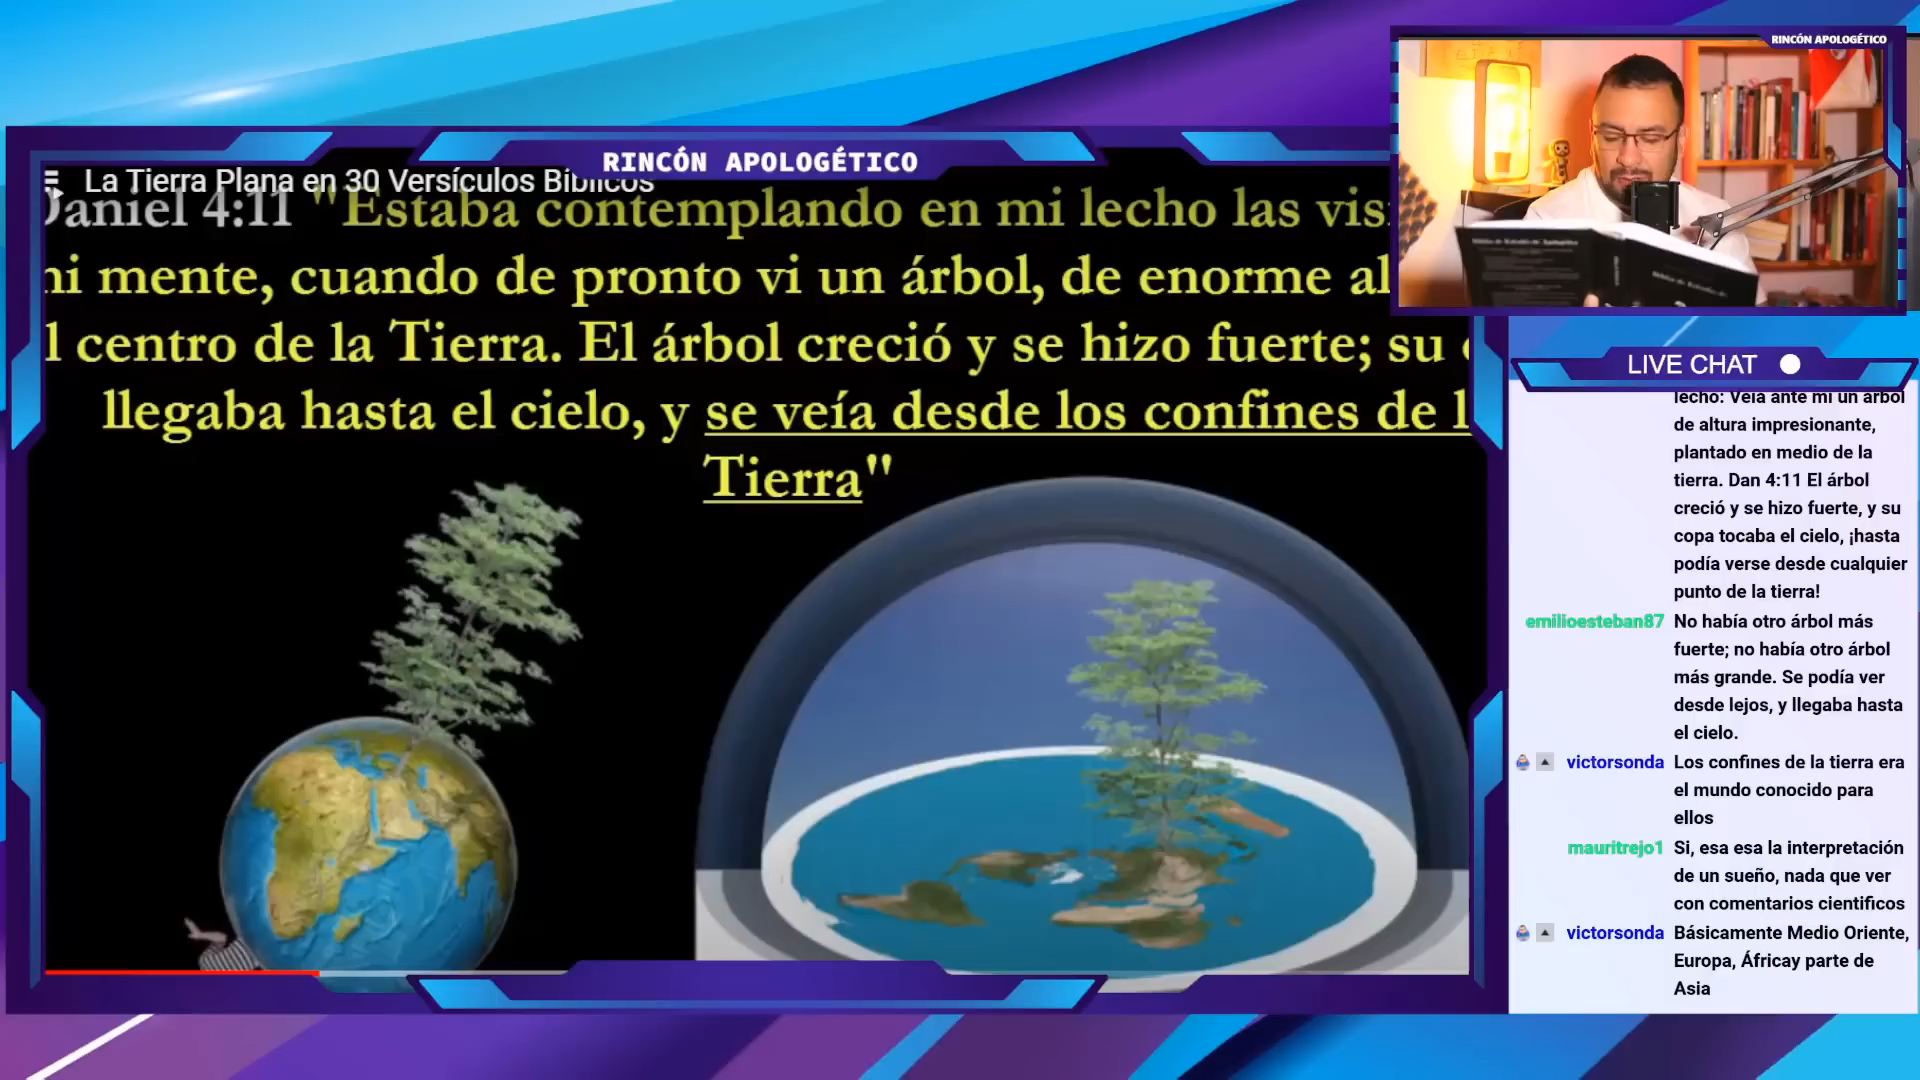 RINCÓN APOLOGÉTICO
RINCÓN APOLOGÉTICO
La Tierra Plana en 30 Versículos Bíblicos
Daniel 4:11 "Estaba contemplando en mi lecho las vis
mi mente, cuando de pronto vi un árbol, de enorme al
l centro de la Tierra. El árbol creció y se hizo fuerte; su
llegaba hasta el cielo, y se veía desde los confines de l
Tierra"
LIVE CHAT
lecho: Veía ante mí un árbol
de altura impresionante,
plantado en medio de la
tierra. Dan 4:11 El árbol
creció y se hizo fuerte, y su
copa tocaba el cielo, ¡hasta
podía verse desde cualquier
punto de la tierra!
emilioesteban87 No había otro árbol más
fuerte; no había otro árbol
más grande. Se podía ver
desde lejos, y llegaba hasta
el cielo.
victorsonda Los confines de la tierra era
el mundo conocido para
ellos
mauritrejo1 Si, esa esa la interpretación
de un sueño, nada que ver
con comentarios cientificos
victorsonda Básicamente Medio Oriente,
Europa, Áfricay parte de
Asia